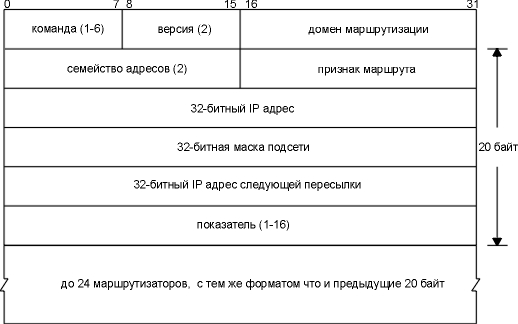 0 7 8 15 16 31
команда (1-6) версия (2) домен маршрутизации
семейство адресов (2) признак маршрута
32-битный IP адрес
32-битная маска подсети
20 байт
32-битный IP адрес следующей пересылки
показатель (1-16)
до 24 маршрутизаторов, с тем же форматом что и предыдущие 20 байт